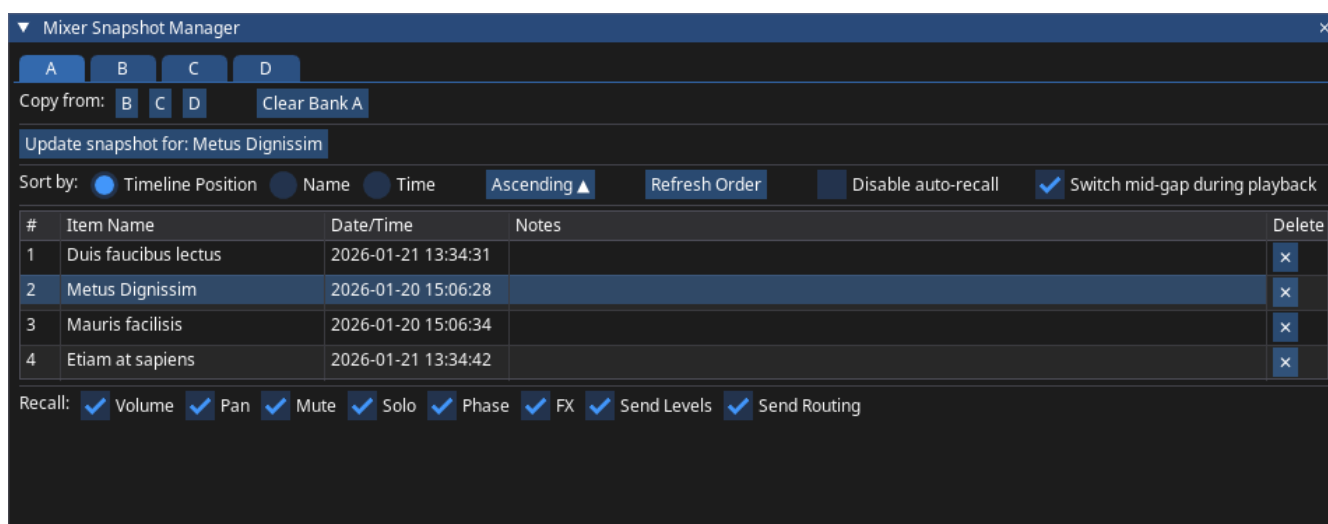 ▼ Mixer Snapshot Manager ×
A B C D
Copy from: B C D Clear Bank A
Update snapshot for: Metus Dignissim
Sort by: Timeline Position Name Time Ascending▲ Refresh Order Disable auto-recall Switch mid-gap during playback
# Item Name Date/Time Notes Delete
1 Duis faucibus lectus 2026-01-21 13:34:31 ×
2 Metus Dignissim 2026-01-20 15:06:28 ×
3 Mauris facilisis 2026-01-20 15:06:34 ×
4 Etiam at sapiens 2026-01-21 13:34:42 ×
Recall: Volume Pan Mute Solo Phase FX Send Levels Send Routing